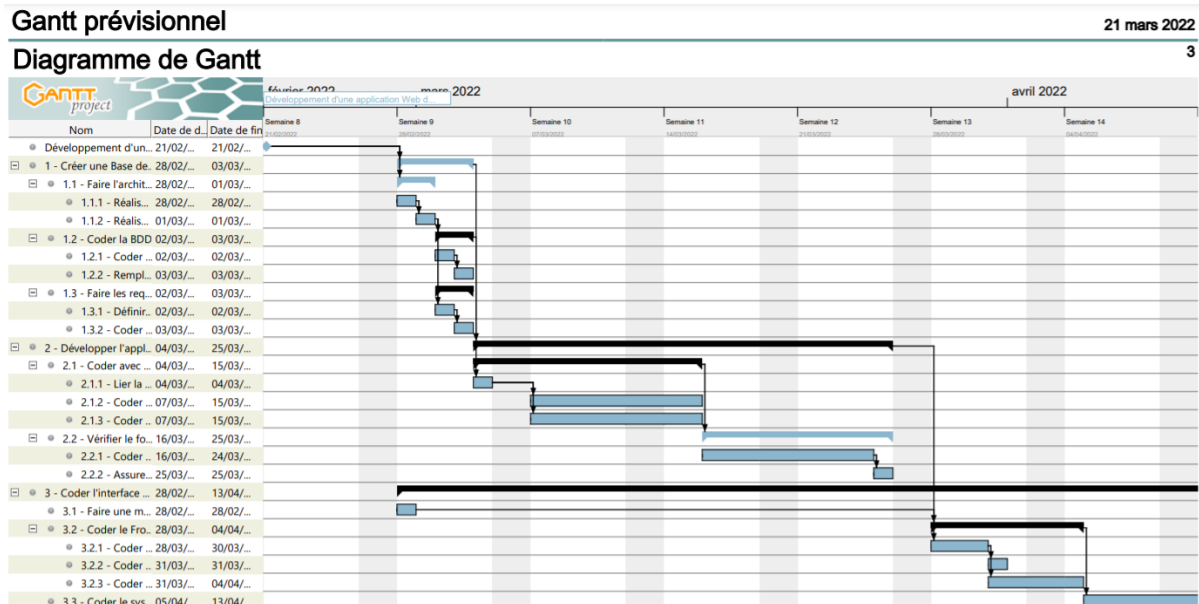 Gantt prévisionnel
21 mars 2022
Diagramme de Gantt
3
GANTT
project
février 2022 mars 2022 avril 2022
Développement d'une application Web d...
Semaine 8 Semaine 9 Semaine 10 Semaine 11 Semaine 12 Semaine 13 Semaine 14
21/02/2022 28/02/2022 07/03/2022 14/03/2022 21/03/2022 28/03/2022 04/04/2022
Nom Date de d... Date de fin
Développement d'un... 21/02/... 21/02/...
1 - Créer une Base de.. 28/02/... 03/03/...
1.1 - Faire l'archit... 28/02/... 01/03/...
1.1.1 - Réalis... 28/02/... 28/02/...
1.1.2 - Réalis... 01/03/... 01/03/...
1.2 - Coder la BDD 02/03/... 03/03/...
1.2.1 - Coder ... 02/03/... 02/03/...
1.2.2 - Rempl... 03/03/... 03/03/...
1.3 - Faire les req... 02/03/... 03/03/...
1.3.1 - Définir.. 02/03/... 02/03/...
1.3.2 - Coder ... 03/03/... 03/03/...
2 - Développer l'appl.. 04/03/... 25/03/...
2.1 - Coder avec ... 04/03/... 15/03/...
2.1.1 - Lier la ... 04/03/... 04/03/...
2.1.2 - Coder ... 07/03/... 15/03/...
2.1.3 - Coder .. 07/03/... 15/03/...
2.2 - Vérifier le fo... 16/03/... 25/03/...
2.2.1 - Coder .. 16/03/... 24/03/...
2.2.2 - Assure... 25/03/... 25/03/...
3 - Coder l'interface ... 28/02/... 13/04/...
3.1 - Faire une m... 28/02/... 28/02/...
3.2 - Coder le Fro.. 28/03/... 04/04/...
3.2.1 - Coder ... 28/03/... 30/03/...
3.2.2 - Coder .. 31/03/... 31/03/...
3.2.3 - Coder ... 31/03/... 04/04/...
3.3 - Coder le sys... 05/04/... 13/04/...